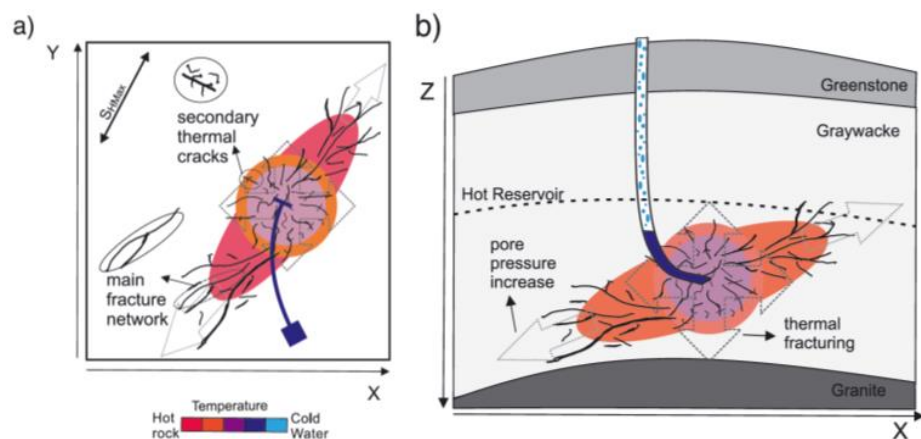 a)
Y
SHMax
secondary
thermal
cracks
main
fracture
network
X
Temperature
Hot
rock
Cold
Water
b)
Z
Greenstone
Graywacke
Hot Reservoir
pore
pressure
increase
thermal
fracturing
Granite
X